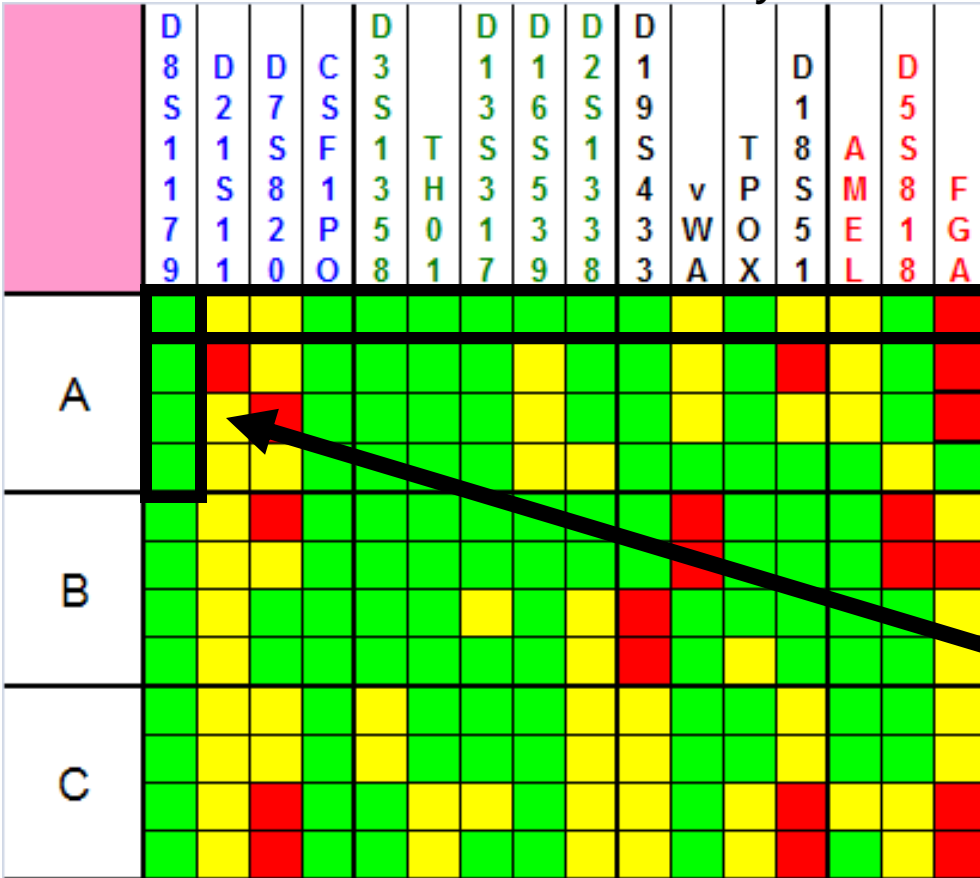 D8S1179
D21S11
D7S820
CSF1PO
D3S1358
TH01
D13S317
D16S539
D2S1338
D19S433
vWA
TPOX
D18S51
AMEL
D5S818
FGA
A
B
C